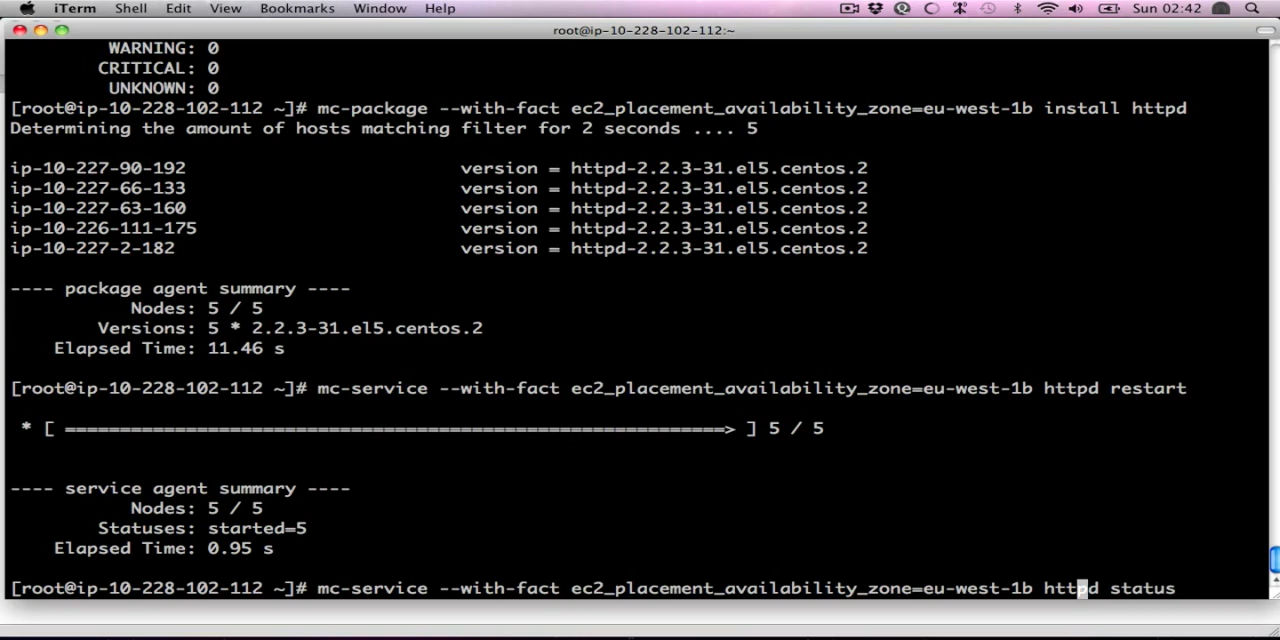 iTerm Shell Edit View Bookmarks Window Help Sun 02:42
root@ip-10-228-102-112:~
WARNING: 0
CRITICAL: 0
UNKNOWN: 0
[root@ip-10-228-102-112 ~]# mc-package --with-fact ec2_placement_availability_zone=eu-west-1b install httpd
Determining the amount of hosts matching filter for 2 seconds .... 5
ip-10-227-90-192 version = httpd-2.2.3-31.el5.centos.2
ip-10-227-66-133 version = httpd-2.2.3-31.el5.centos.2
ip-10-227-63-160 version = httpd-2.2.3-31.el5.centos.2
ip-10-226-111-175 version = httpd-2.2.3-31.el5.centos.2
ip-10-227-2-182 version = httpd-2.2.3-31.el5.centos.2
---- package agent summary ----
Nodes: 5 / 5
Versions: 5 * 2.2.3-31.el5.centos.2
Elapsed Time: 11.46 s
[root@ip-10-228-102-112 ~]# mc-service --with-fact ec2_placement_availability_zone=eu-west-1b httpd restart
* [ ============================================================> ] 5 / 5
---- service agent summary ----
Nodes: 5 / 5
Statuses: started=5
Elapsed Time: 0.95 s
[root@ip-10-228-102-112 ~]# mc-service --with-fact ec2_placement_availability_zone=eu-west-1b httpd status